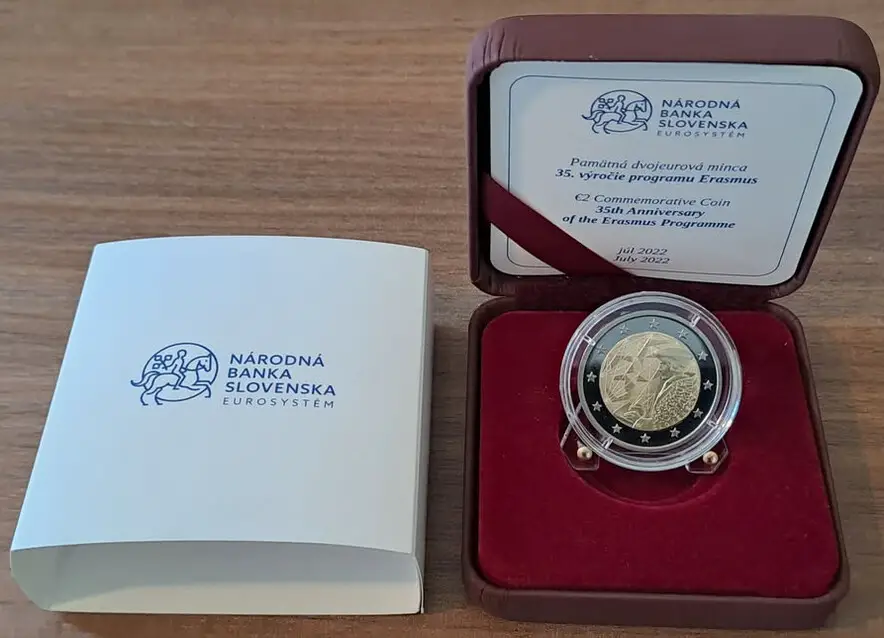 NÁRODNÁ
BANKA
SLOVENSKA
EUROSYSTÉM
NÁRODNÁ
BANKA
SLOVENSKA
EUROSYSTÉM
Pamätná dvojeurová minca
35. výročie programu Erasmus
€2 Commemorative Coin
35th Anniversary
of the Erasmus Programme
júl 2022
July 2022